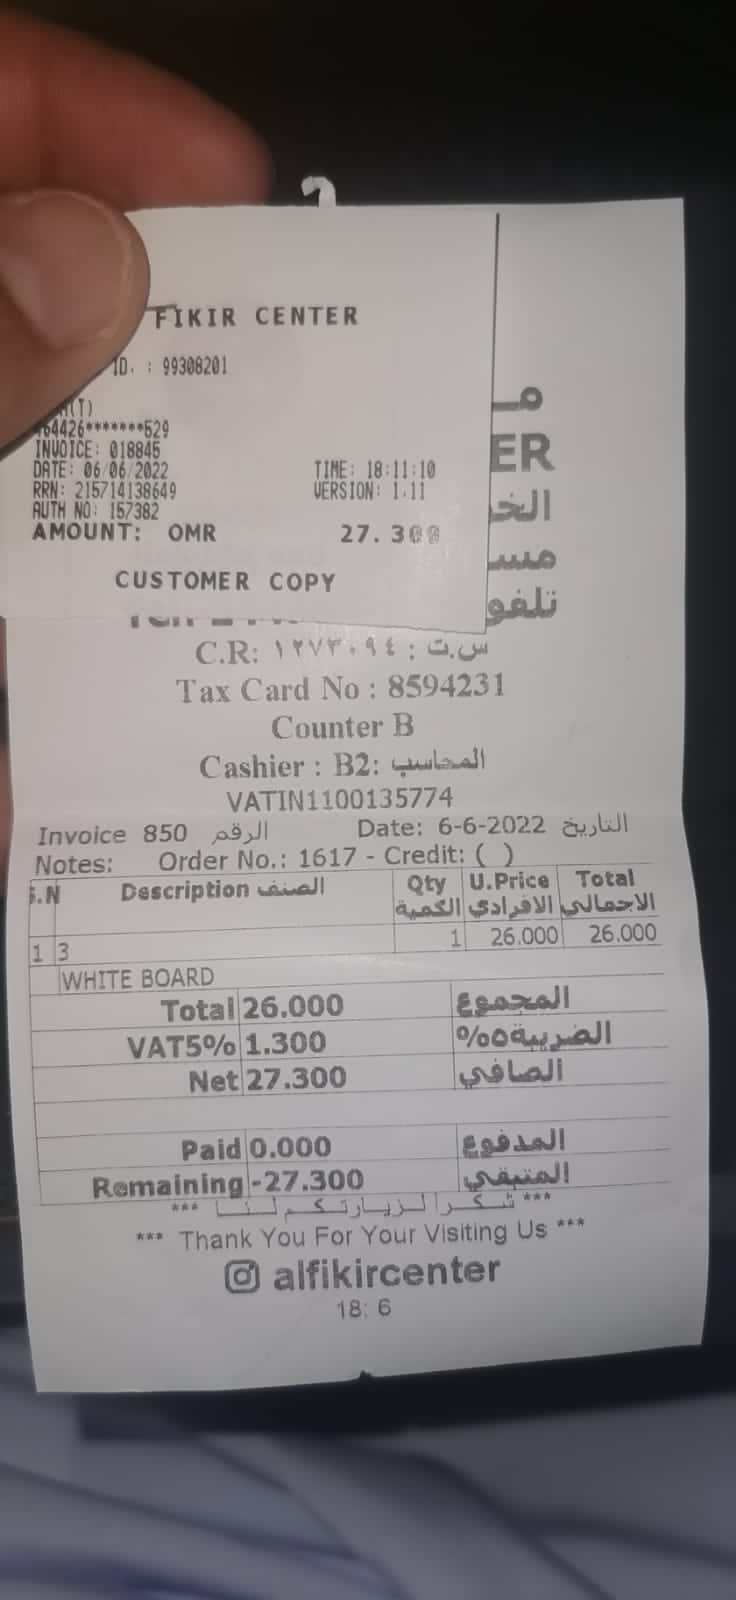 FIKIR CENTER
ID. : 99308201
(T)
64426*******529
INVOICE: 018845
DATE: 06/06/2022 TIME: 18:11:10
RRN: 215714138649 VERSION: 1.11
AUTH NO: 157382
AMOUNT: OMR 27.300
CUSTOMER COPY
ER
C.R: ١٢٧٣٠٩٤ : س.ت
Tax Card No : 8594231
Counter B
Cashier : B2: المحاسب
VATIN1100135774
Invoice 850 الرقم Date: 6-6-2022 التاريخ
Notes: Order No.: 1617 - Credit: ( )
S.N Description الصنف Qty U.Price Total
الكمية الافرادي الاجمالي
1 3 1 26.000 26.000
WHITE BOARD
Total 26.000 المجموع
VAT5% 1.300 الضريبة٥%
Net 27.300 الصافي
Paid 0.000 المدفوع
Remaining -27.300 المتبقي
*** شكرا لزيارتكم لنا ***
*** Thank You For Your Visiting Us ***
alfikircenter
18: 6